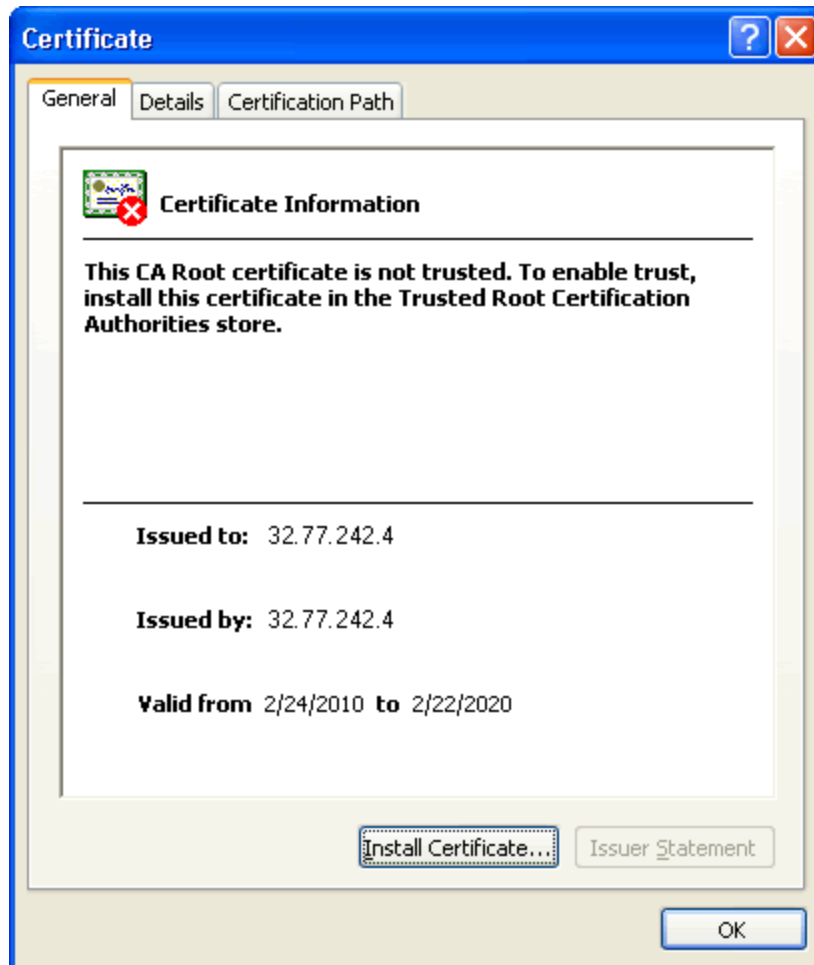 Certificate
General Details Certification Path
Certificate Information
This CA Root certificate is not trusted. To enable trust,
install this certificate in the Trusted Root Certification
Authorities store.
Issued to: 32.77.242.4
Issued by: 32.77.242.4
Valid from 2/24/2010 to 2/22/2020
Install Certificate... Issuer Statement
OK